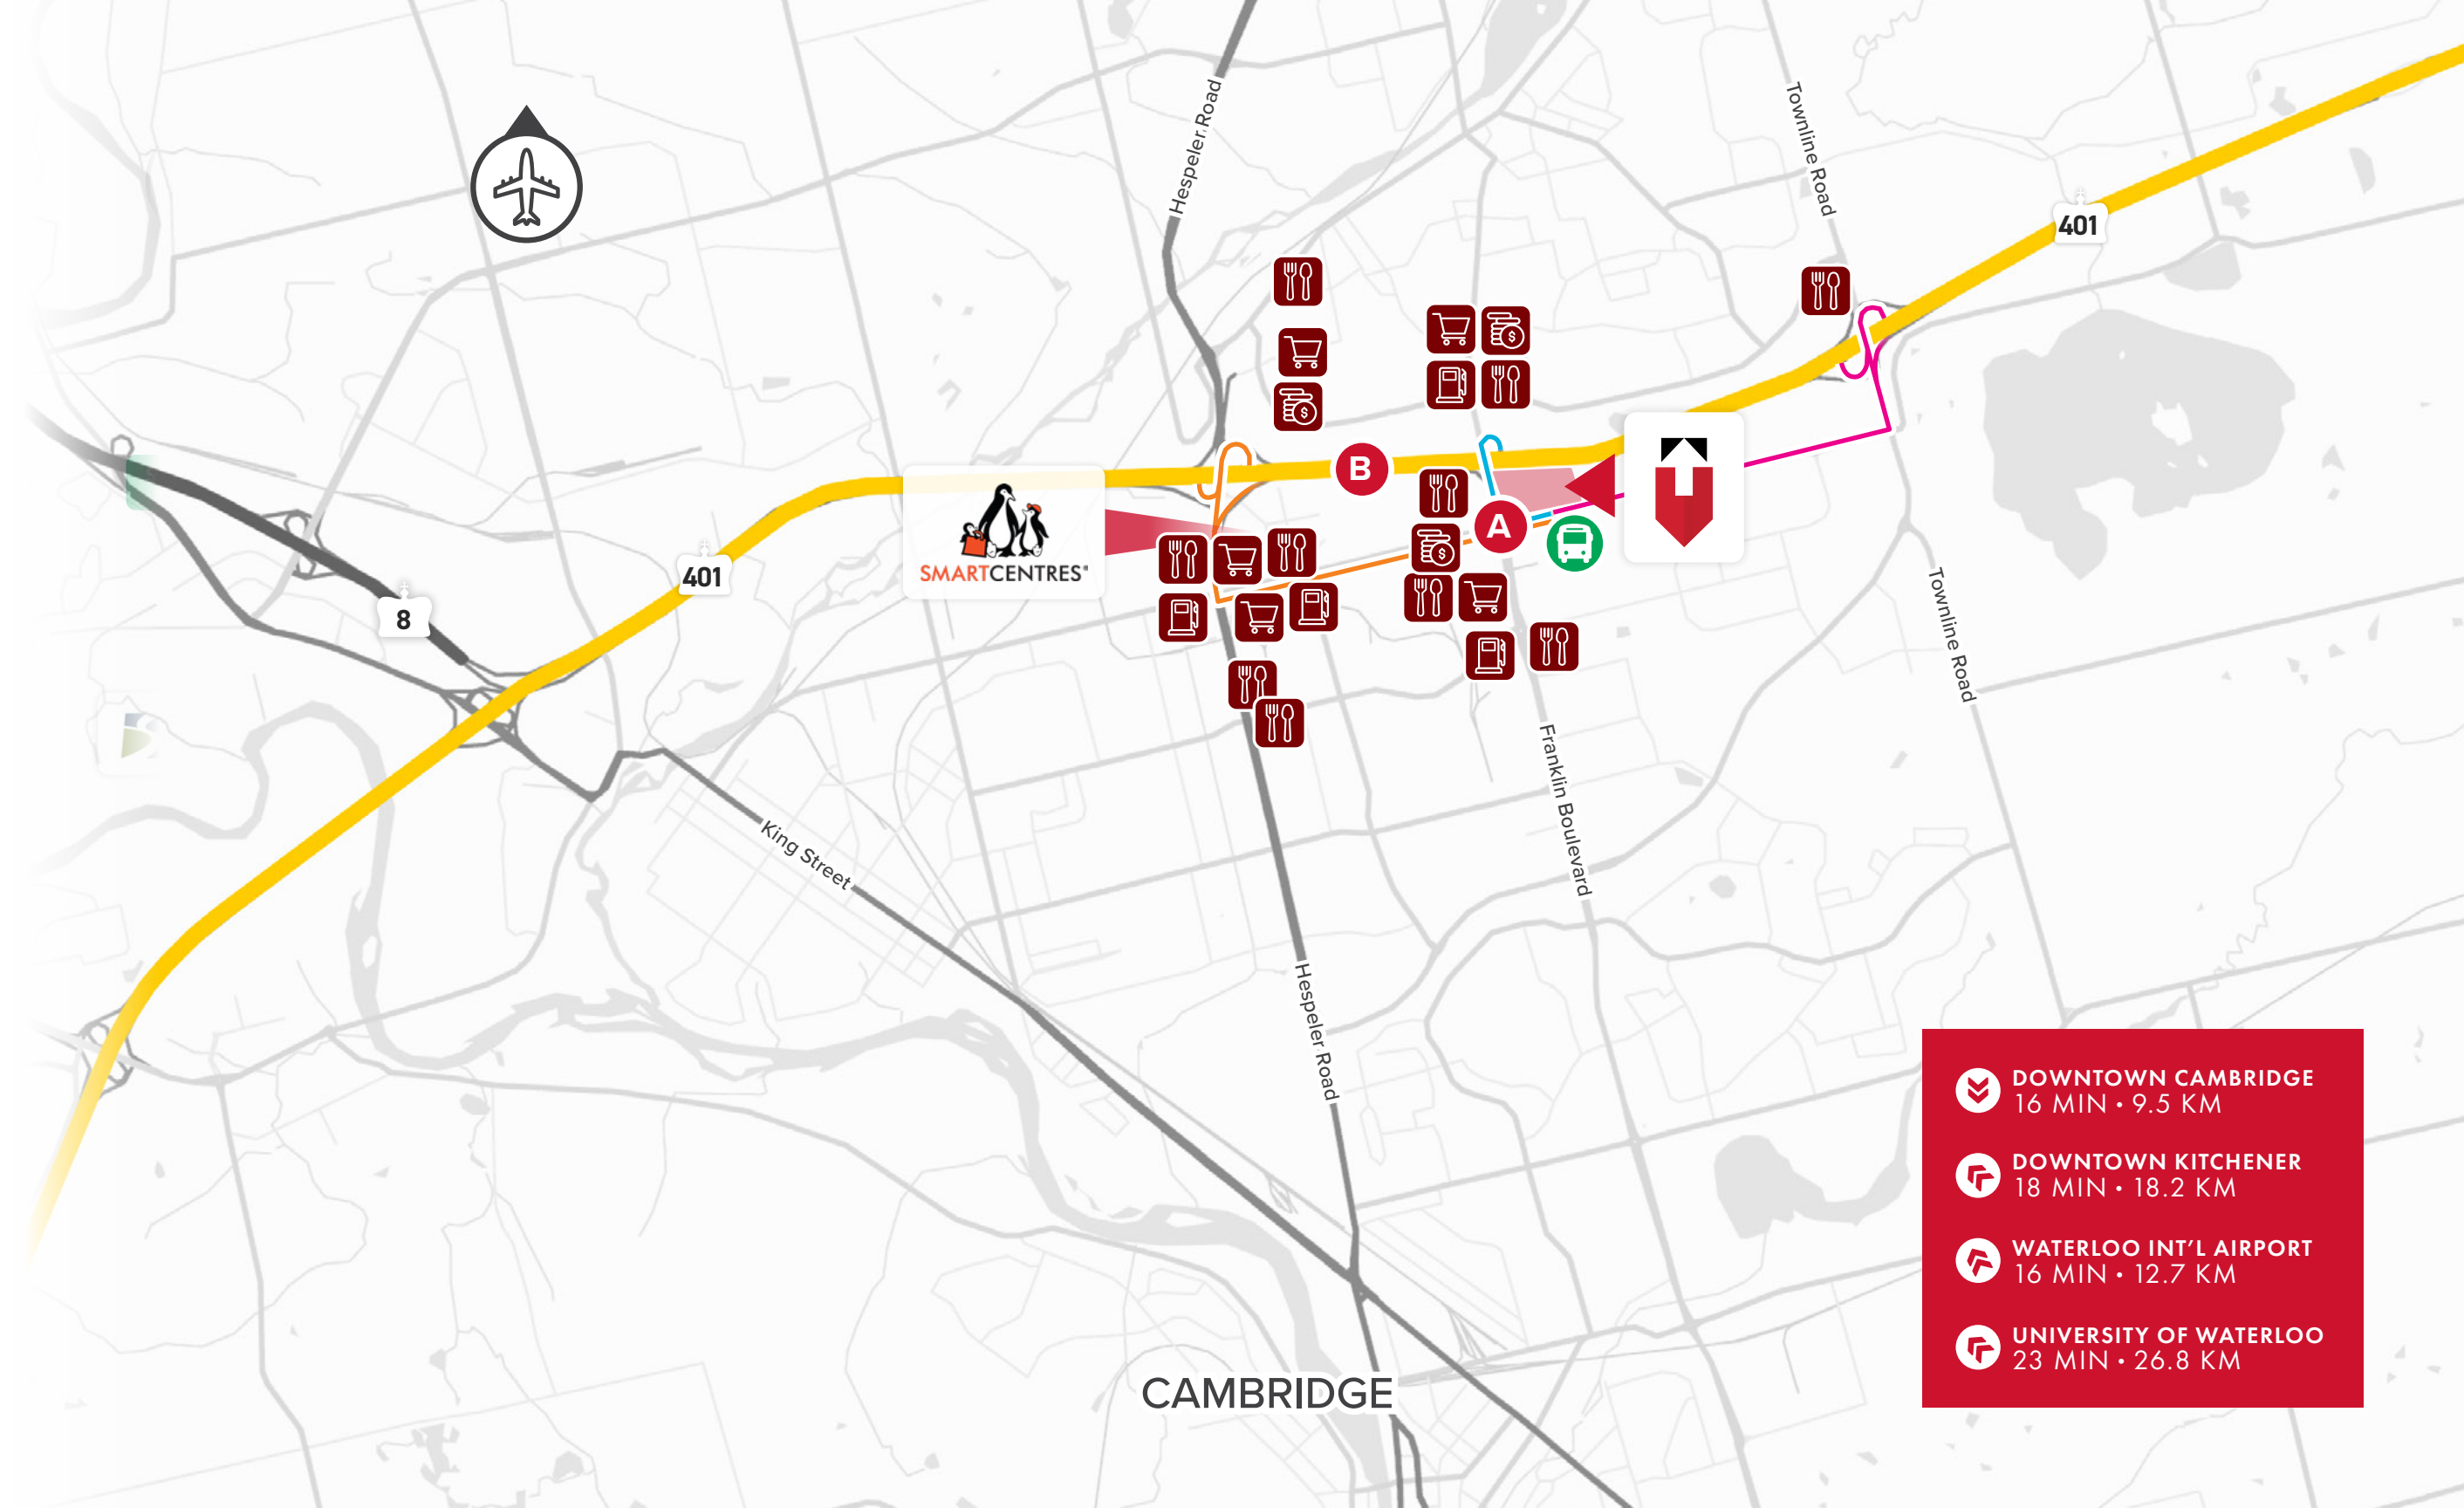 Hespeler Road
Townline Road
401
B
A
SMARTCENTRES®
401
8
Townline Road
Franklin Boulevard
King Street
Hespeler Road
CAMBRIDGE
DOWNTOWN CAMBRIDGE
16 MIN • 9.5 KM
DOWNTOWN KITCHENER
18 MIN • 18.2 KM
WATERLOO INT'L AIRPORT
16 MIN • 12.7 KM
UNIVERSITY OF WATERLOO
23 MIN • 26.8 KM